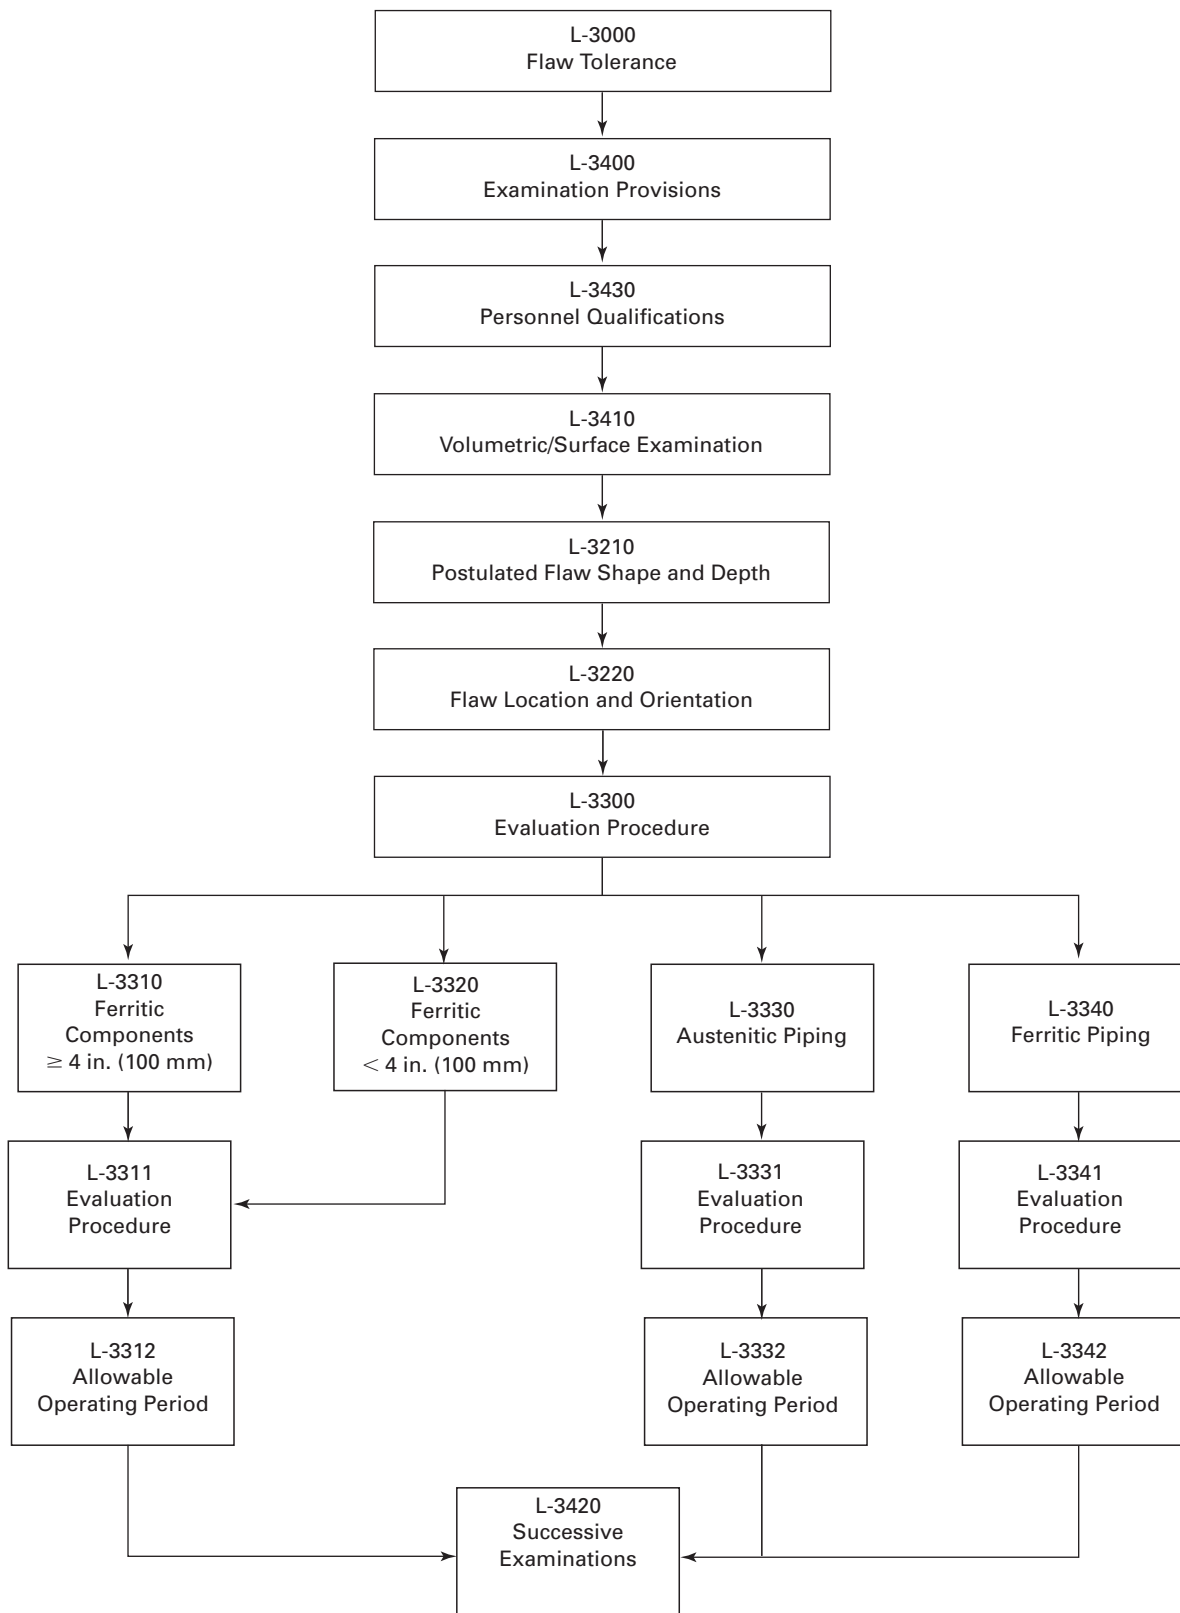 L-3000
Flaw Tolerance
L-3400
Examination Provisions
L-3430
Personnel Qualifications
L-3410
Volumetric/Surface Examination
L-3210
Postulated Flaw Shape and Depth
L-3220
Flaw Location and Orientation
L-3300
Evaluation Procedure
L-3310
Ferritic
Components
≥ 4 in. (100 mm)
L-3320
Ferritic
Components
< 4 in. (100 mm)
L-3330
Austenitic Piping
L-3340
Ferritic Piping
L-3311
Evaluation
Procedure
L-3331
Evaluation
Procedure
L-3341
Evaluation
Procedure
L-3312
Allowable
Operating Period
L-3332
Allowable
Operating Period
L-3342
Allowable
Operating Period
L-3420
Successive
Examinations